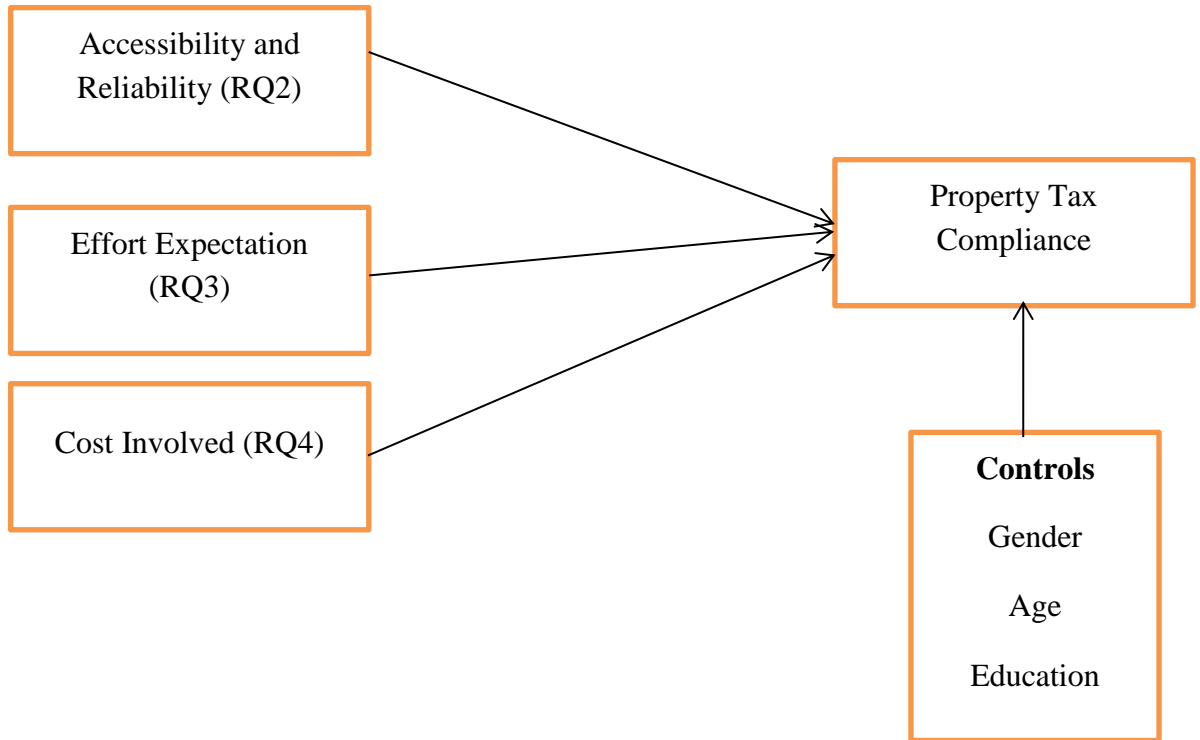 Accessibility and
Reliability (RQ2)
Effort Expectation
(RQ3)
Cost Involved (RQ4)
Property Tax
Compliance
Controls
Gender
Age
Education